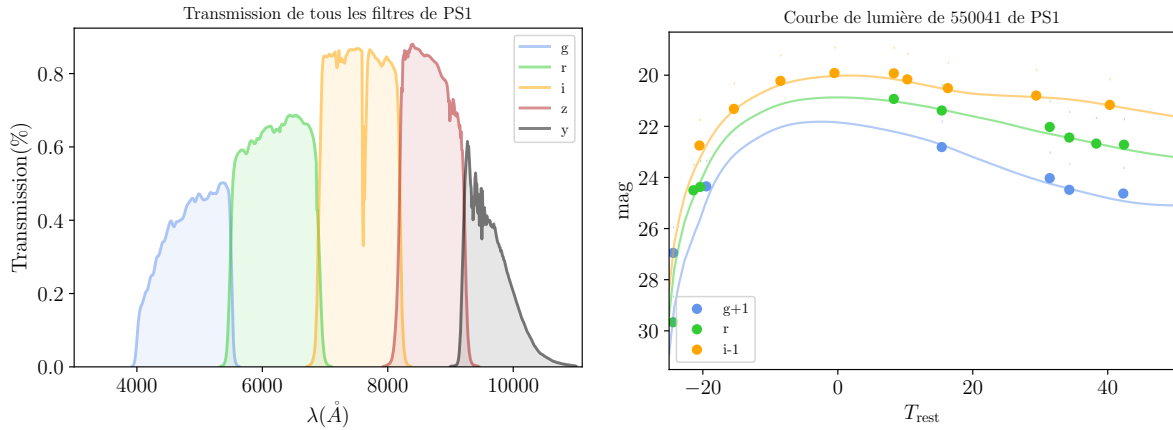 Transmission de tous les filtres de PS1
Transmission(%)
0.8
0.6
0.4
0.2
0.0
4000 6000 8000 10000
λ(Å)
g
r
i
z
y
Courbe de lumière de 550041 de PS1
mag
20
22
24
26
28
30
−20 0 20 40
T_rest
g+1
r
i-1